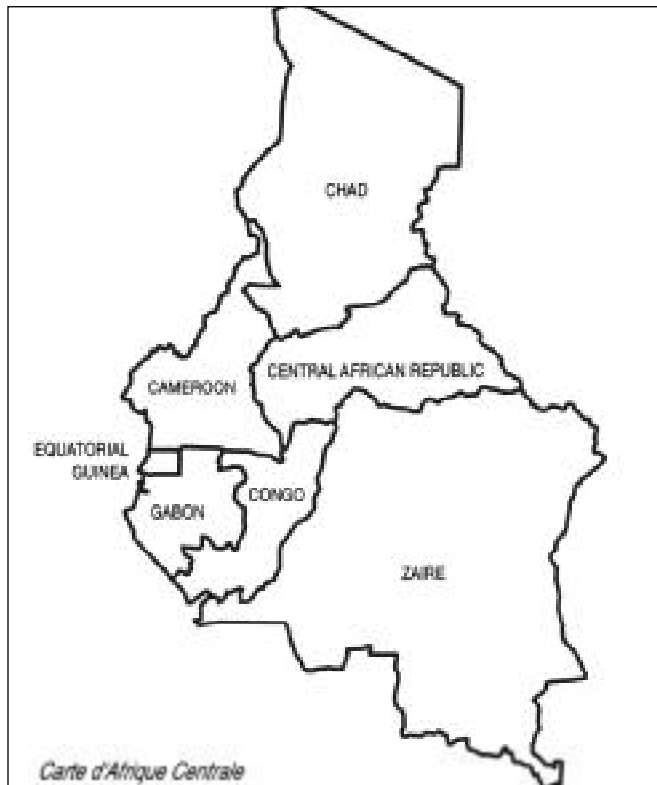 CHAD
CENTRAL AFRICAN REPUBLIC
CAMEROON
EQUATORIAL
GUINEA
CONGO
GABON
ZAIRE
Carte d'Afrique Centrale